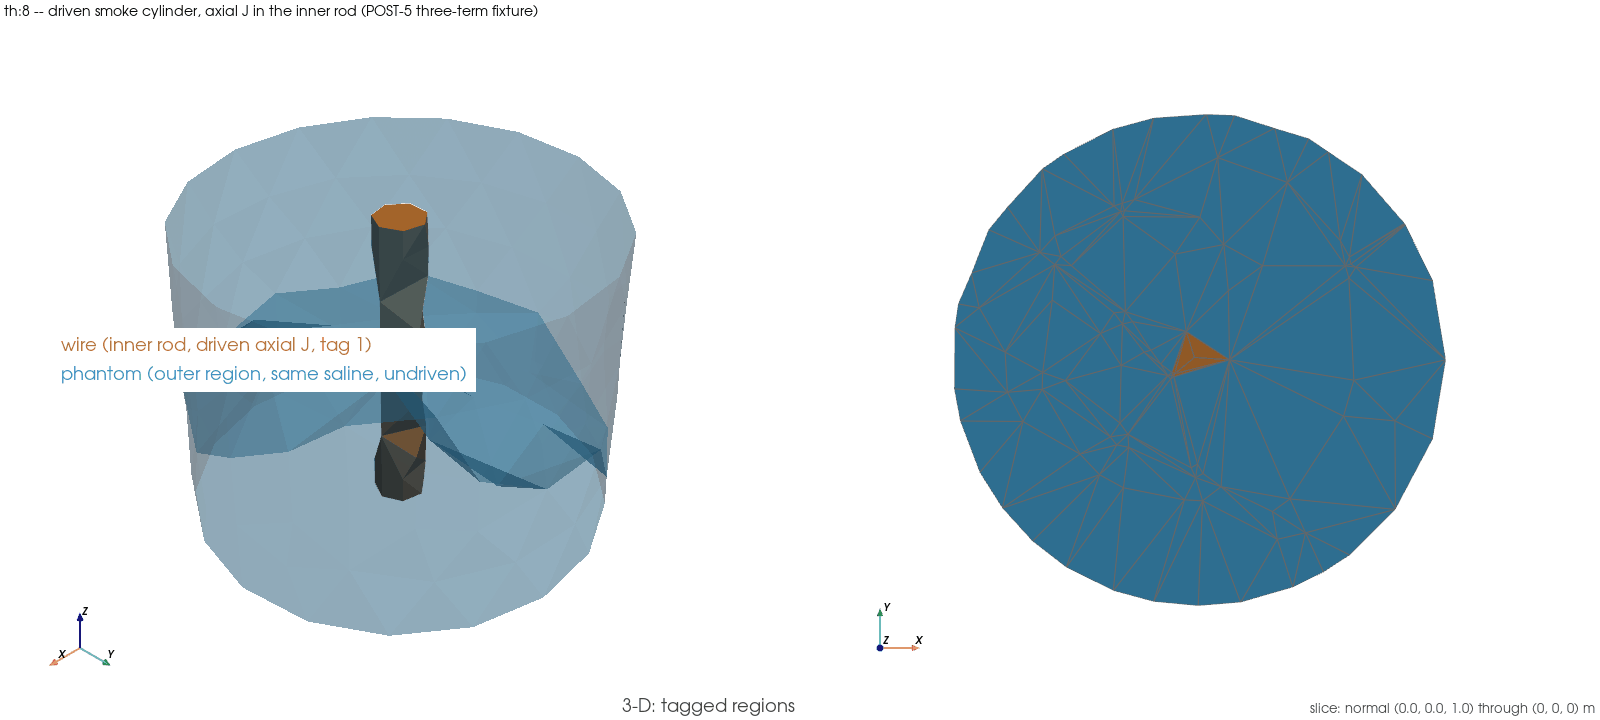 th:8 -- driven smoke cylinder, axial J in the inner rod (POST-5 three-term fixture)
wire (inner rod, driven axial J, tag 1)
phantom (outer region, same saline, undriven)
Z
X
Y
Y
Z
X
3-D: tagged regions
slice: normal (0.0, 0.0, 1.0) through (0, 0, 0) m